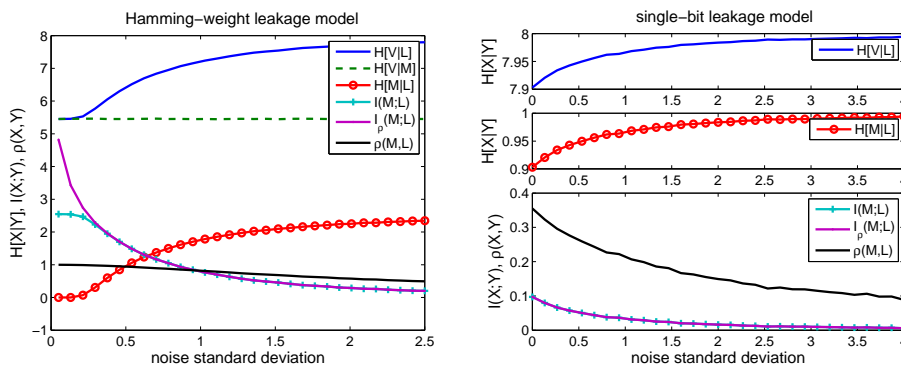 Hamming−weight leakage model
H[X|Y], I(X;Y), ρ(X,Y)
8
7
6
5
4
3
2
1
0
−1
H[V|L]
H[V|M]
H[M|L]
I(M;L)
Iρ(M;L)
ρ(M,L)
0
0.5
1
1.5
2
2.5
noise standard deviation
single−bit leakage model
H[X|Y]
8
7.95
7.9
H[V|L]
0
0.5
1
1.5
2
2.5
3
3.5
4
H[X|Y]
1
0.95
0.9
H[M|L]
0
0.5
1
1.5
2
2.5
3
3.5
4
I(X;Y), ρ(X,Y)
0.4
0.3
0.2
0.1
0
I(M;L)
Iρ(M;L)
ρ(M,L)
0
0.5
1
1.5
2
2.5
3
3.5
4
noise standard deviation